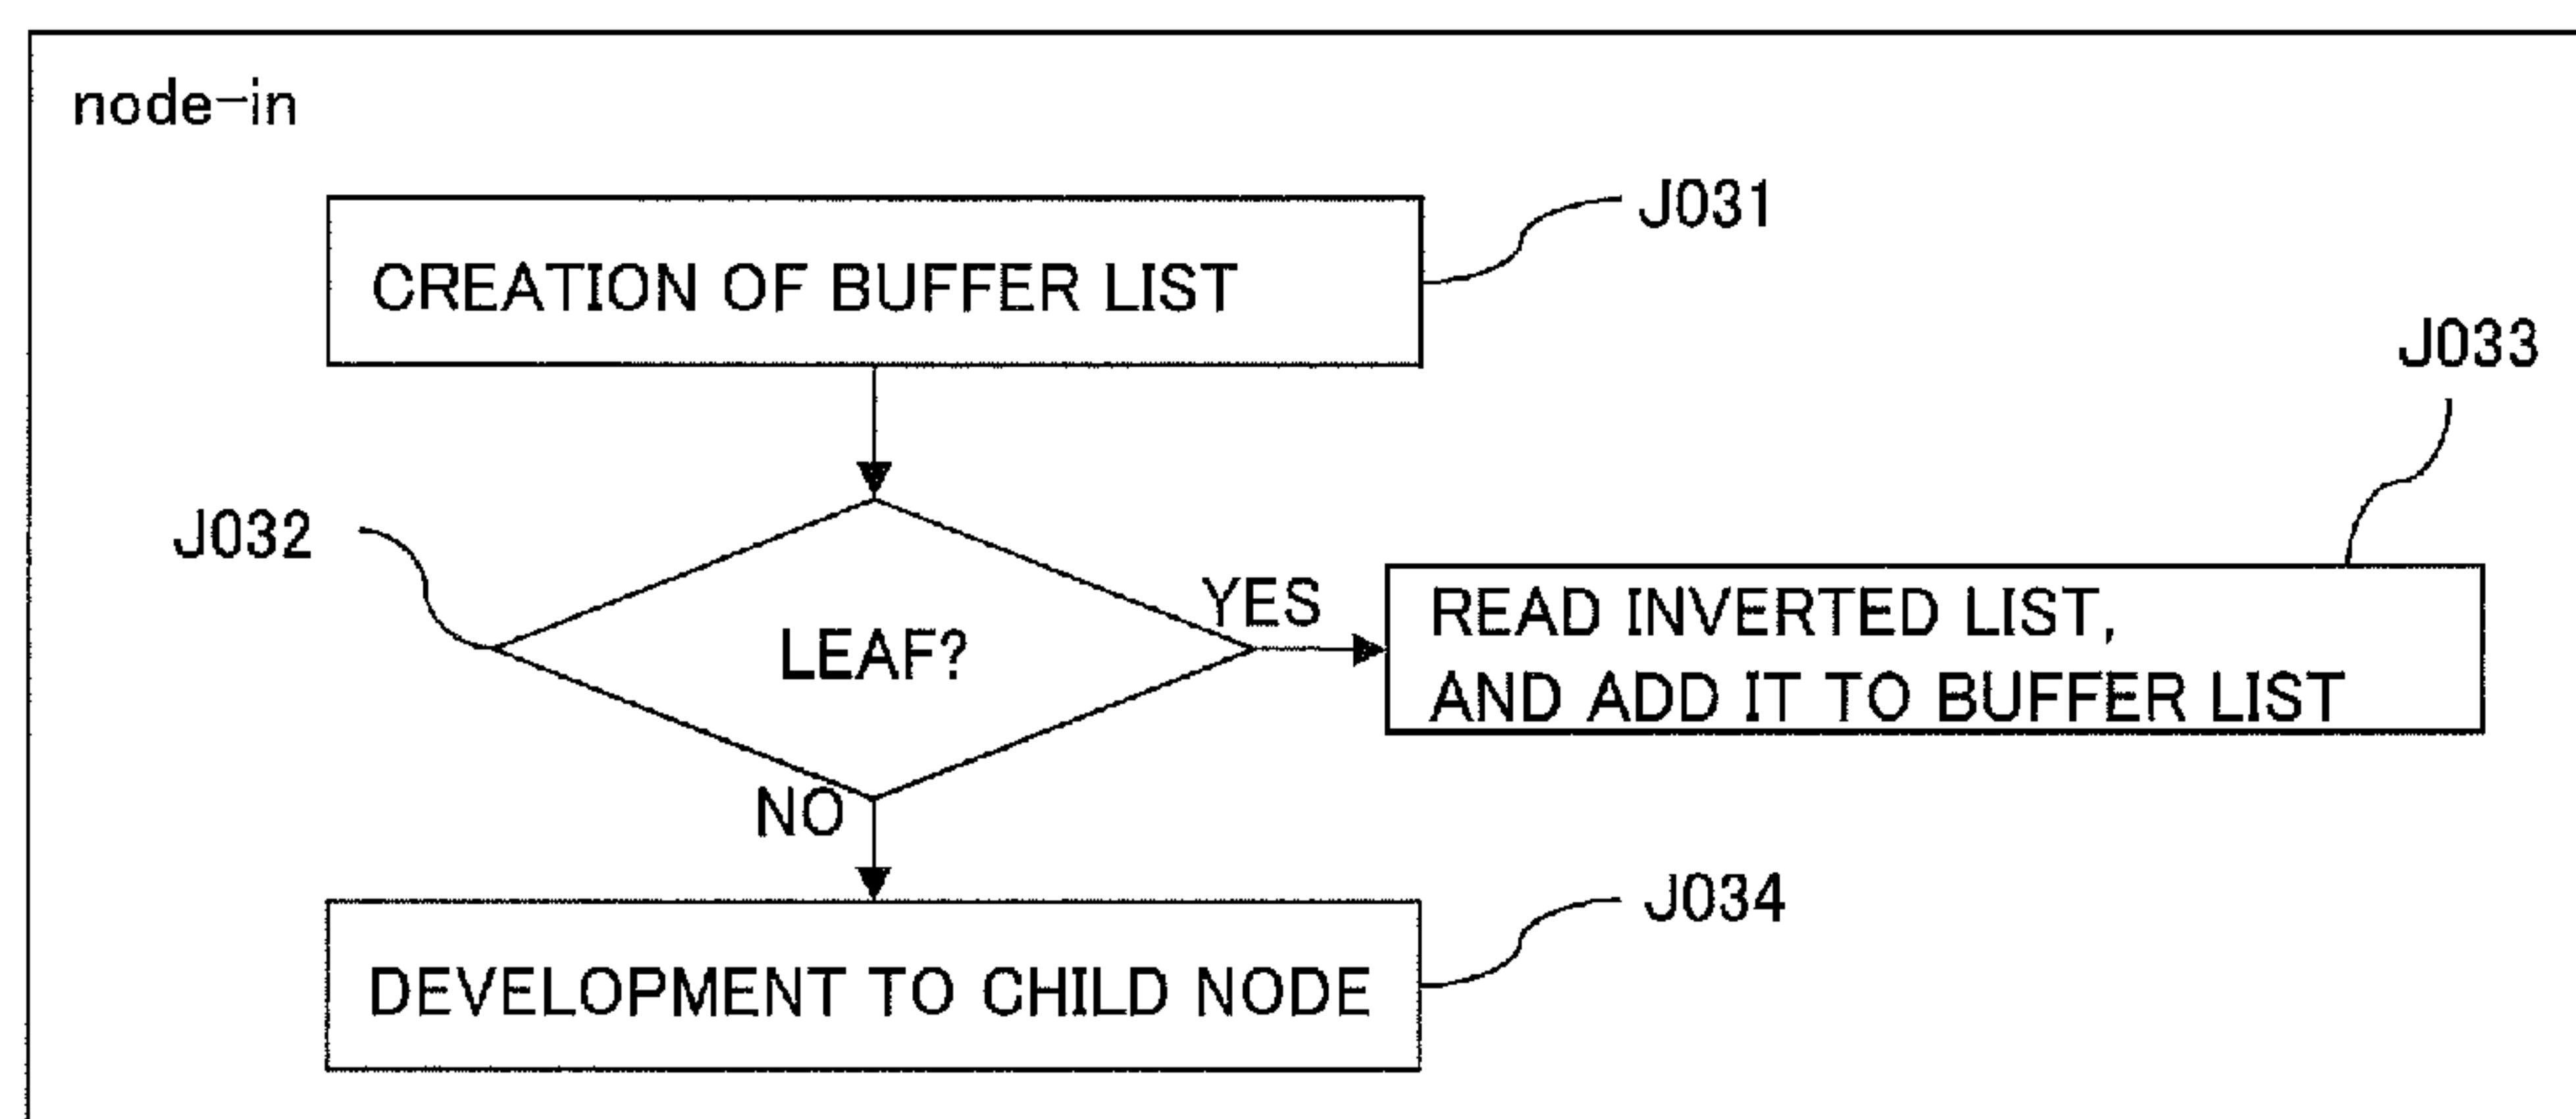 node-in
CREATION OF BUFFER LIST
J031
J033
J032
LEAF?
YES
READ INVERTED LIST,
AND ADD IT TO BUFFER LIST
NO
J034
DEVELOPMENT TO CHILD NODE